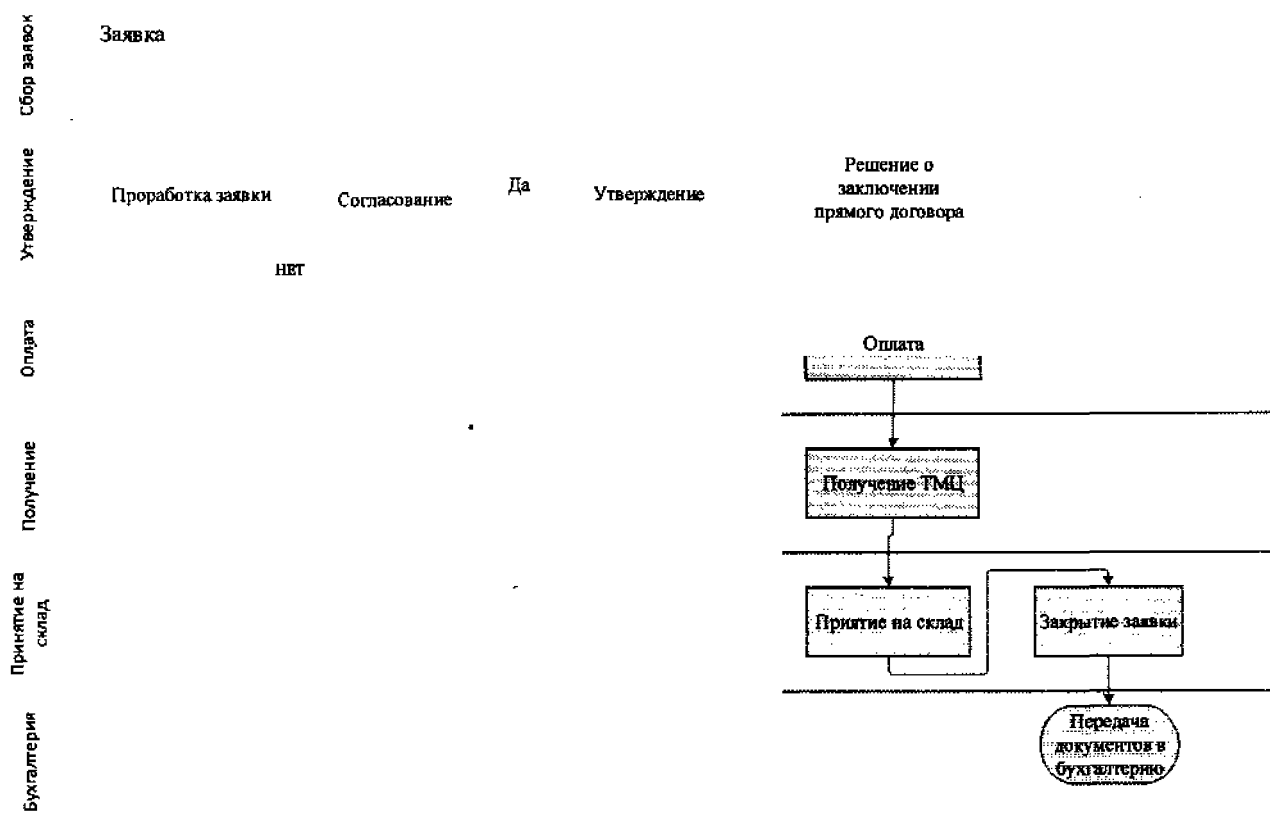 Сбор заявок
Заявка
Утверждение
Проработка заявки
Согласование
Да
Утверждение
Решение о
заключении
прямого договора
НЕТ
Оплата
Оплата
Получение
Получение ТМЦ
Принятие на
склад
Приятие на склад
Закрытие заявки
Бухгалтерия
Передача
документов в
бухгалтерию